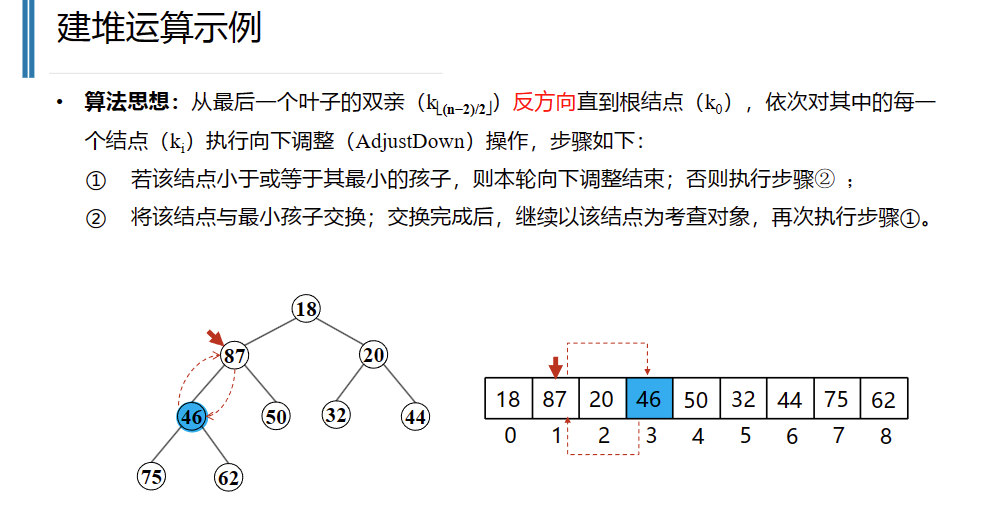 建堆运算示例
• 算法思想：从最后一个叶子的双亲（k⌊(n−2)/2⌋）反方向直到根结点（k0），依次对其中的每一
个结点（ki）执行向下调整（AdjustDown）操作，步骤如下：
① 若该结点小于或等于其最小的孩子，则本轮向下调整结束；否则执行步骤②；
② 将该结点与最小孩子交换；交换完成后，继续以该结点为考查对象，再次执行步骤①。
18
87 20
46 50 32 44
75 62
18 87 20 46 50 32 44 75 62
0 1 2 3 4 5 6 7 8